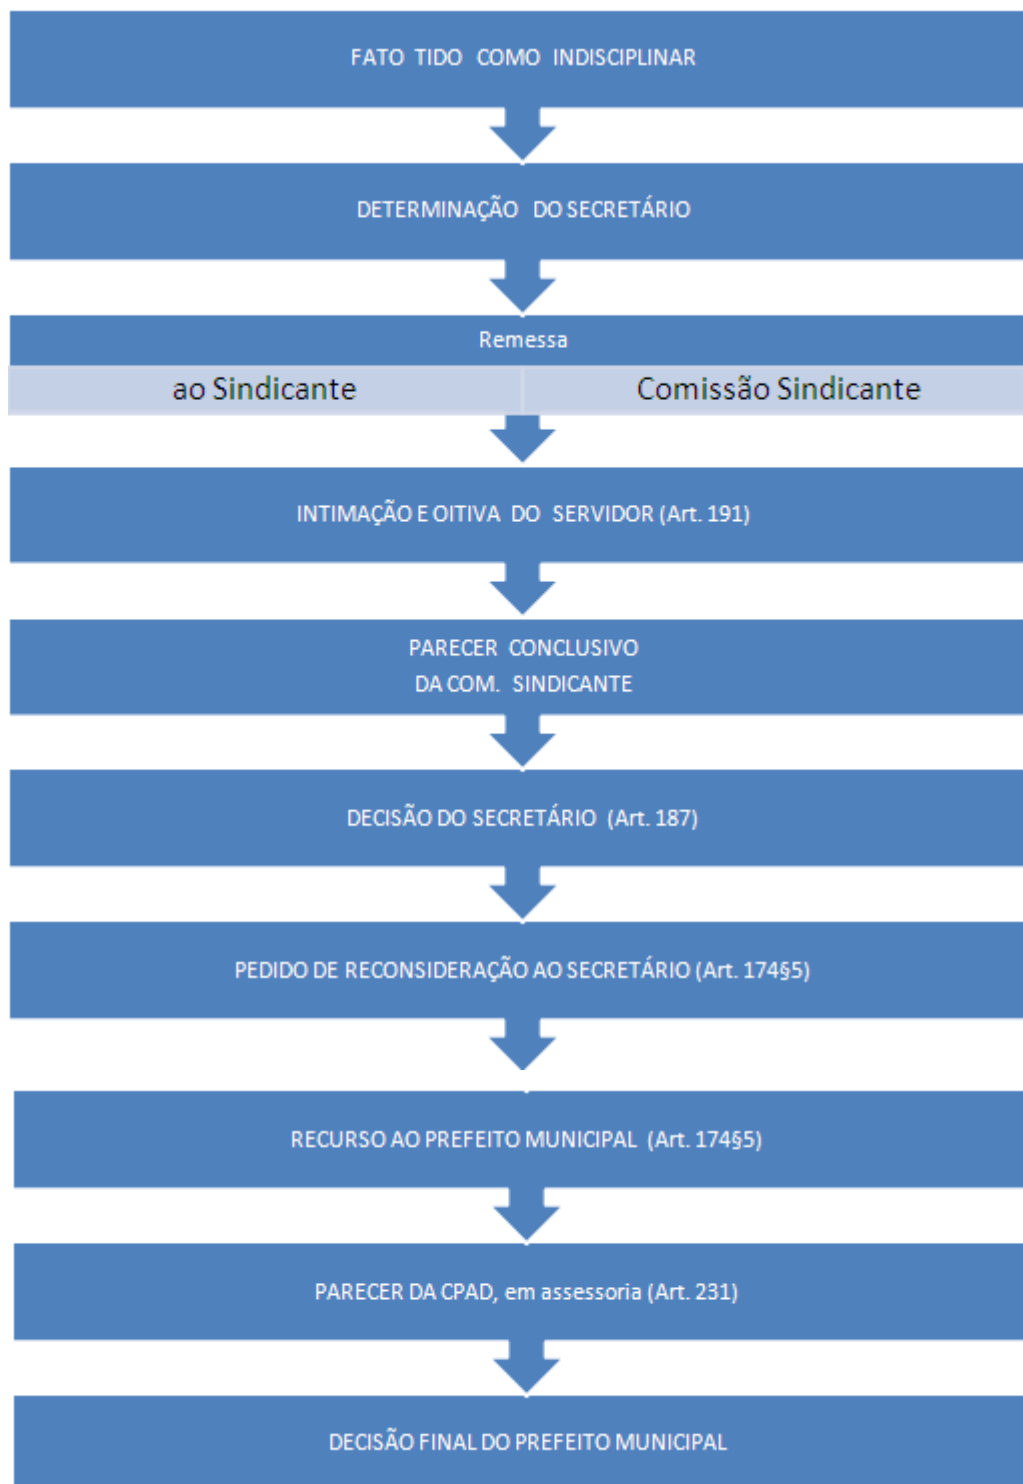 FATO TIDO COMO INDISCIPLINAR
DETERMINAÇÃO DO SECRETÁRIO
Remessa
ao Sindicante
Comissão Sindicante
INTIMAÇÃO E OITIVA DO SERVIDOR (Art. 191)
PARECER CONCLUSIVO
DA COM. SINDICANTE
DECISÃO DO SECRETÁRIO (Art. 187)
PEDIDO DE RECONSIDERAÇÃO AO SECRETÁRIO (Art. 174§5)
RECURSO AO PREFEITO MUNICIPAL (Art. 174§5)
PARECER DA CPAD, em assessoria (Art. 231)
DECISÃO FINAL DO PREFEITO MUNICIPAL